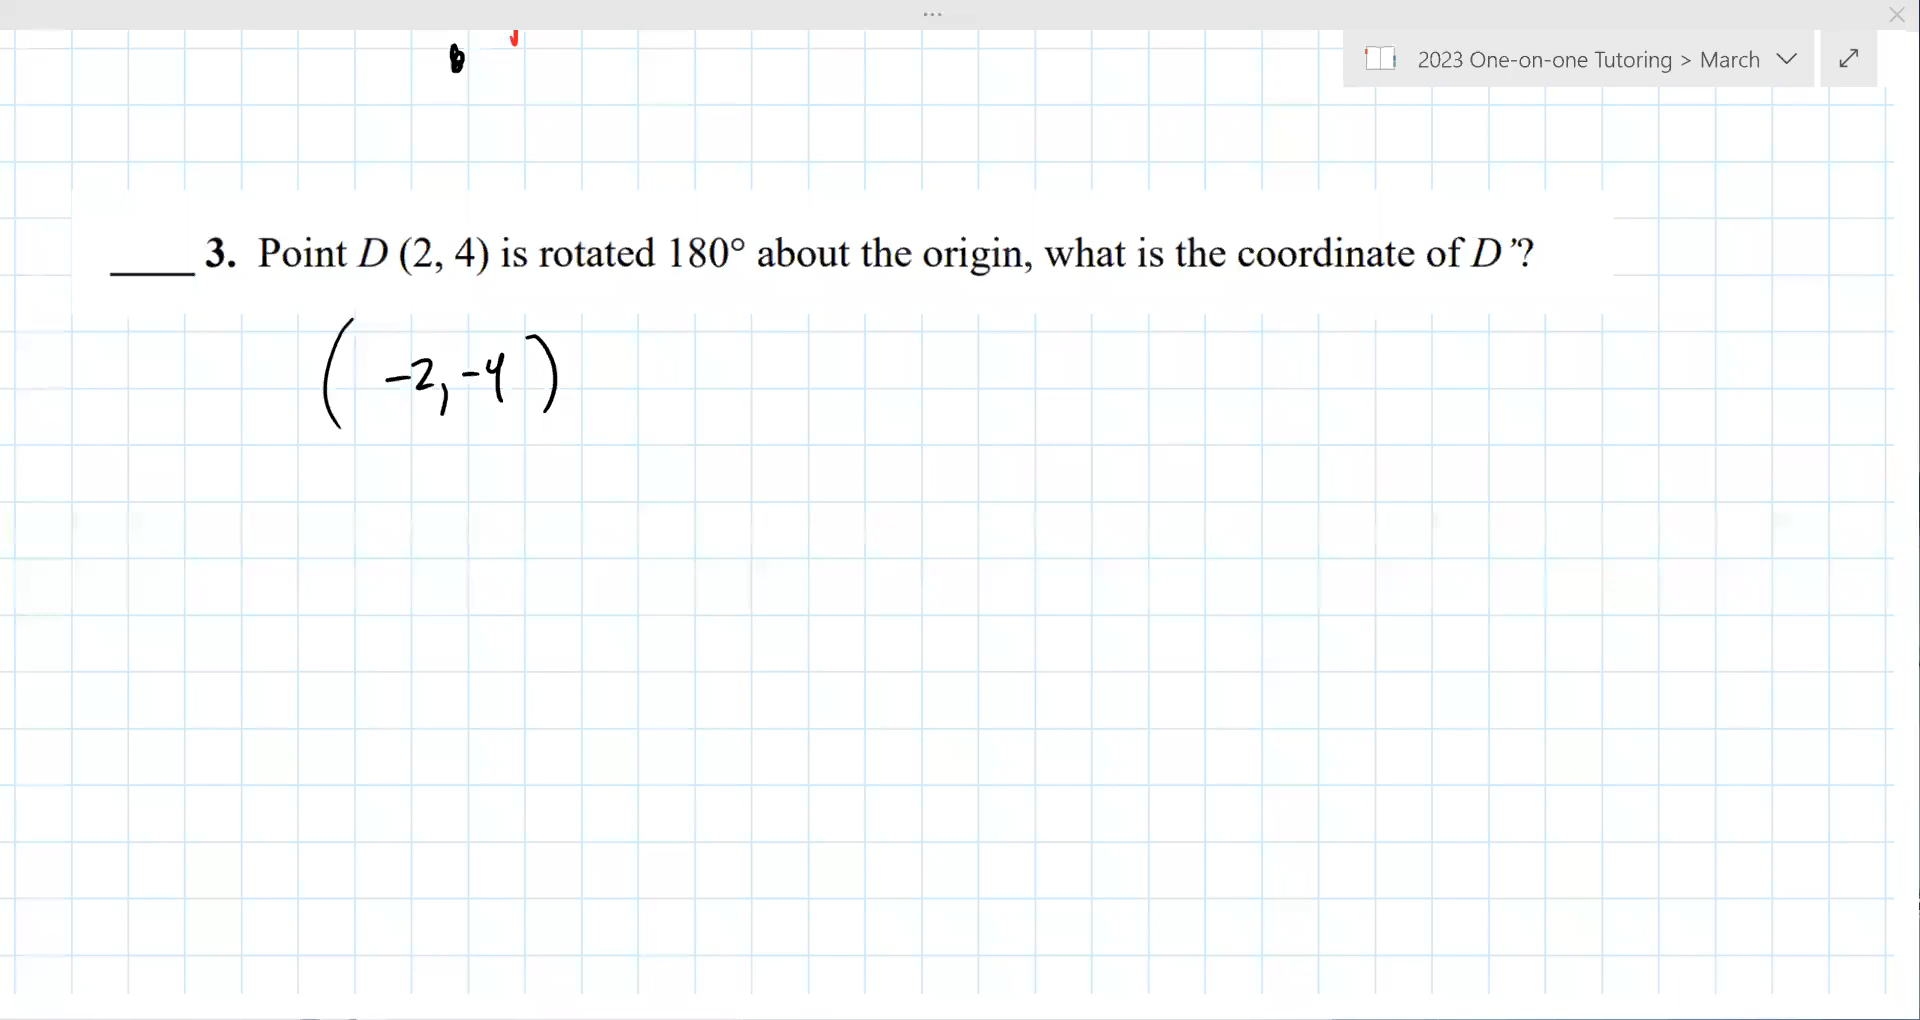 2023 One-on-one Tutoring > March
____ 3. Point D (2, 4) is rotated 180° about the origin, what is the coordinate of D’?
( -2, -4 )